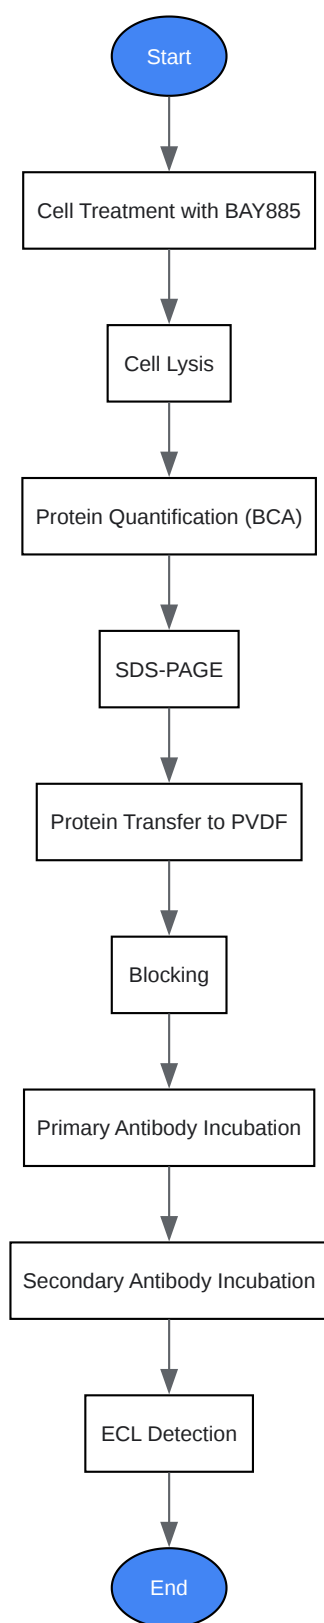 Start
Cell Treatment with BAY885
Cell Lysis
Protein Quantification (BCA)
SDS-PAGE
Protein Transfer to PVDF
Blocking
Primary Antibody Incubation
Secondary Antibody Incubation
ECL Detection
End